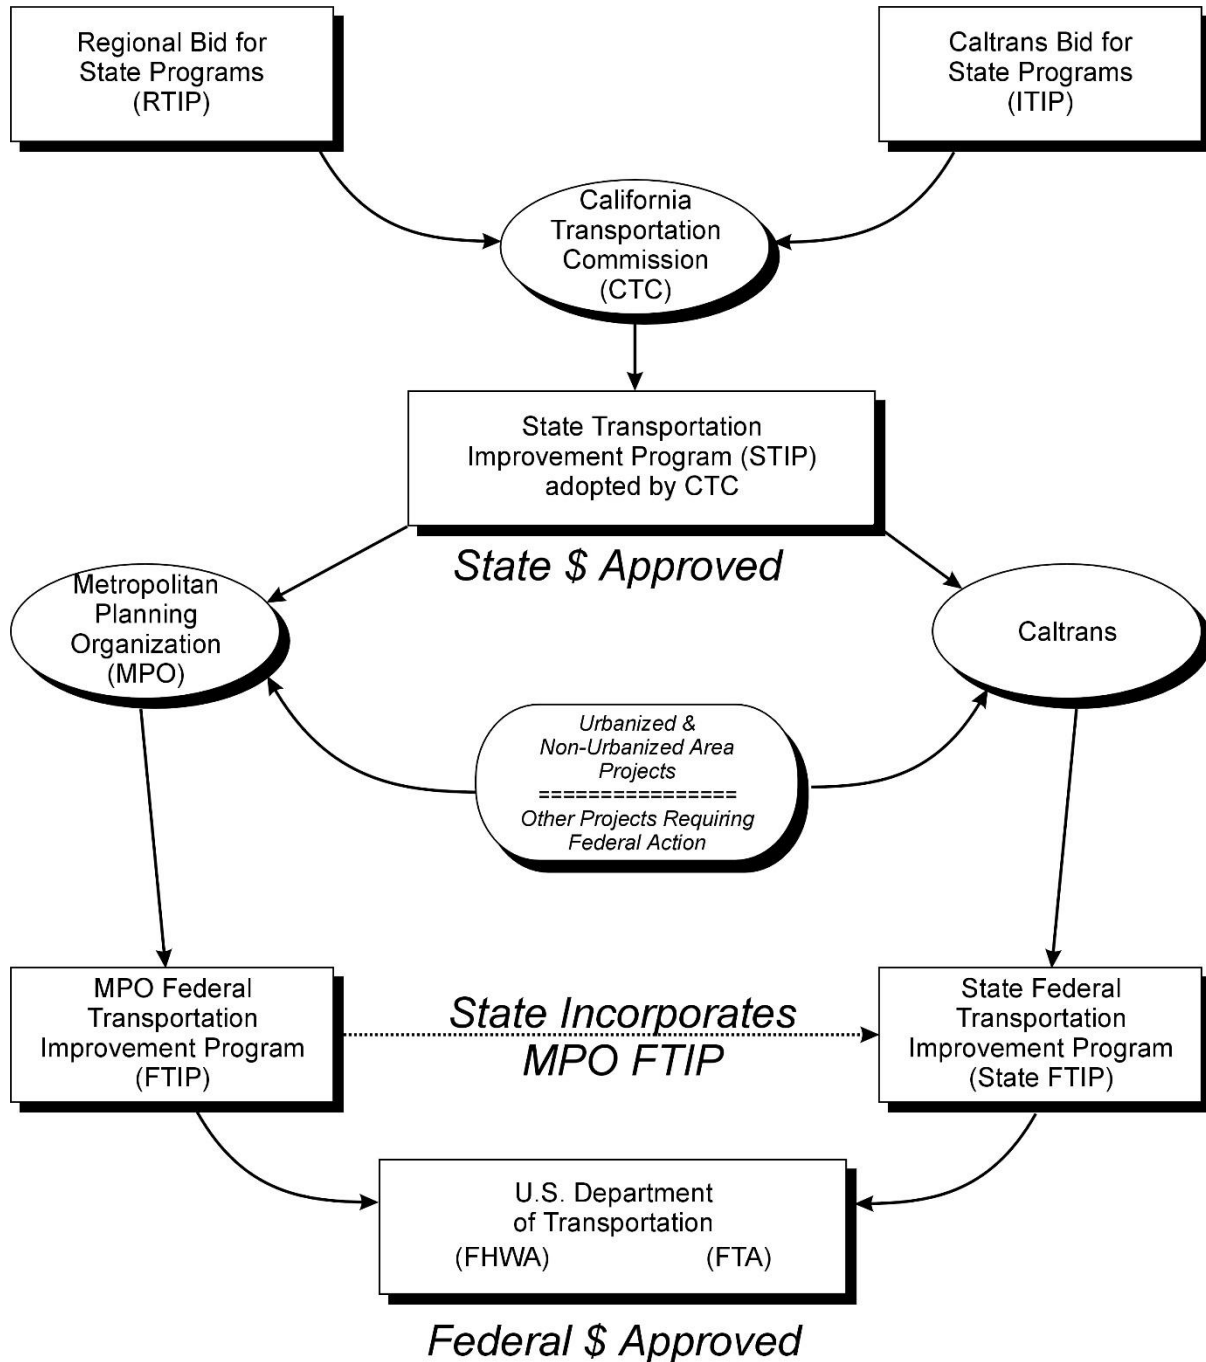 Regional Bid for
State Programs
(RTIP)
Caltrans Bid for
State Programs
(ITIP)
California
Transportation
Commission
(CTC)
State Transportation
Improvement Program (STIP)
adopted by CTC
State $ Approved
Metropolitan
Planning
Organization
(MPO)
Caltrans
Urbanized &
Non-Urbanized Area
Projects
================
Other Projects Requiring
Federal Action
MPO Federal
Transportation
Improvement Program
(FTIP)
State Incorporates
MPO FTIP
State Federal
Transportation
Improvement Program
(State FTIP)
U.S. Department
of Transportation
(FHWA) (FTA)
Federal $ Approved